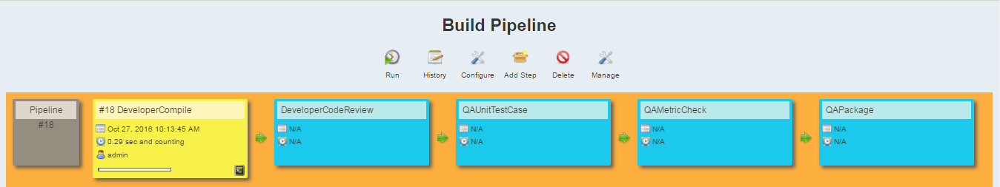 Build Pipeline
Run History Configure Add Step Delete Manage
Pipeline
#18
#18 DeveloperCompile
Oct 27, 2016 10:13:45 AM
0.29 sec and counting
admin
DeveloperCodeReview
N/A
N/A
QAUnitTestCase
N/A
N/A
QAMetricCheck
N/A
N/A
QAPackage
N/A
N/A